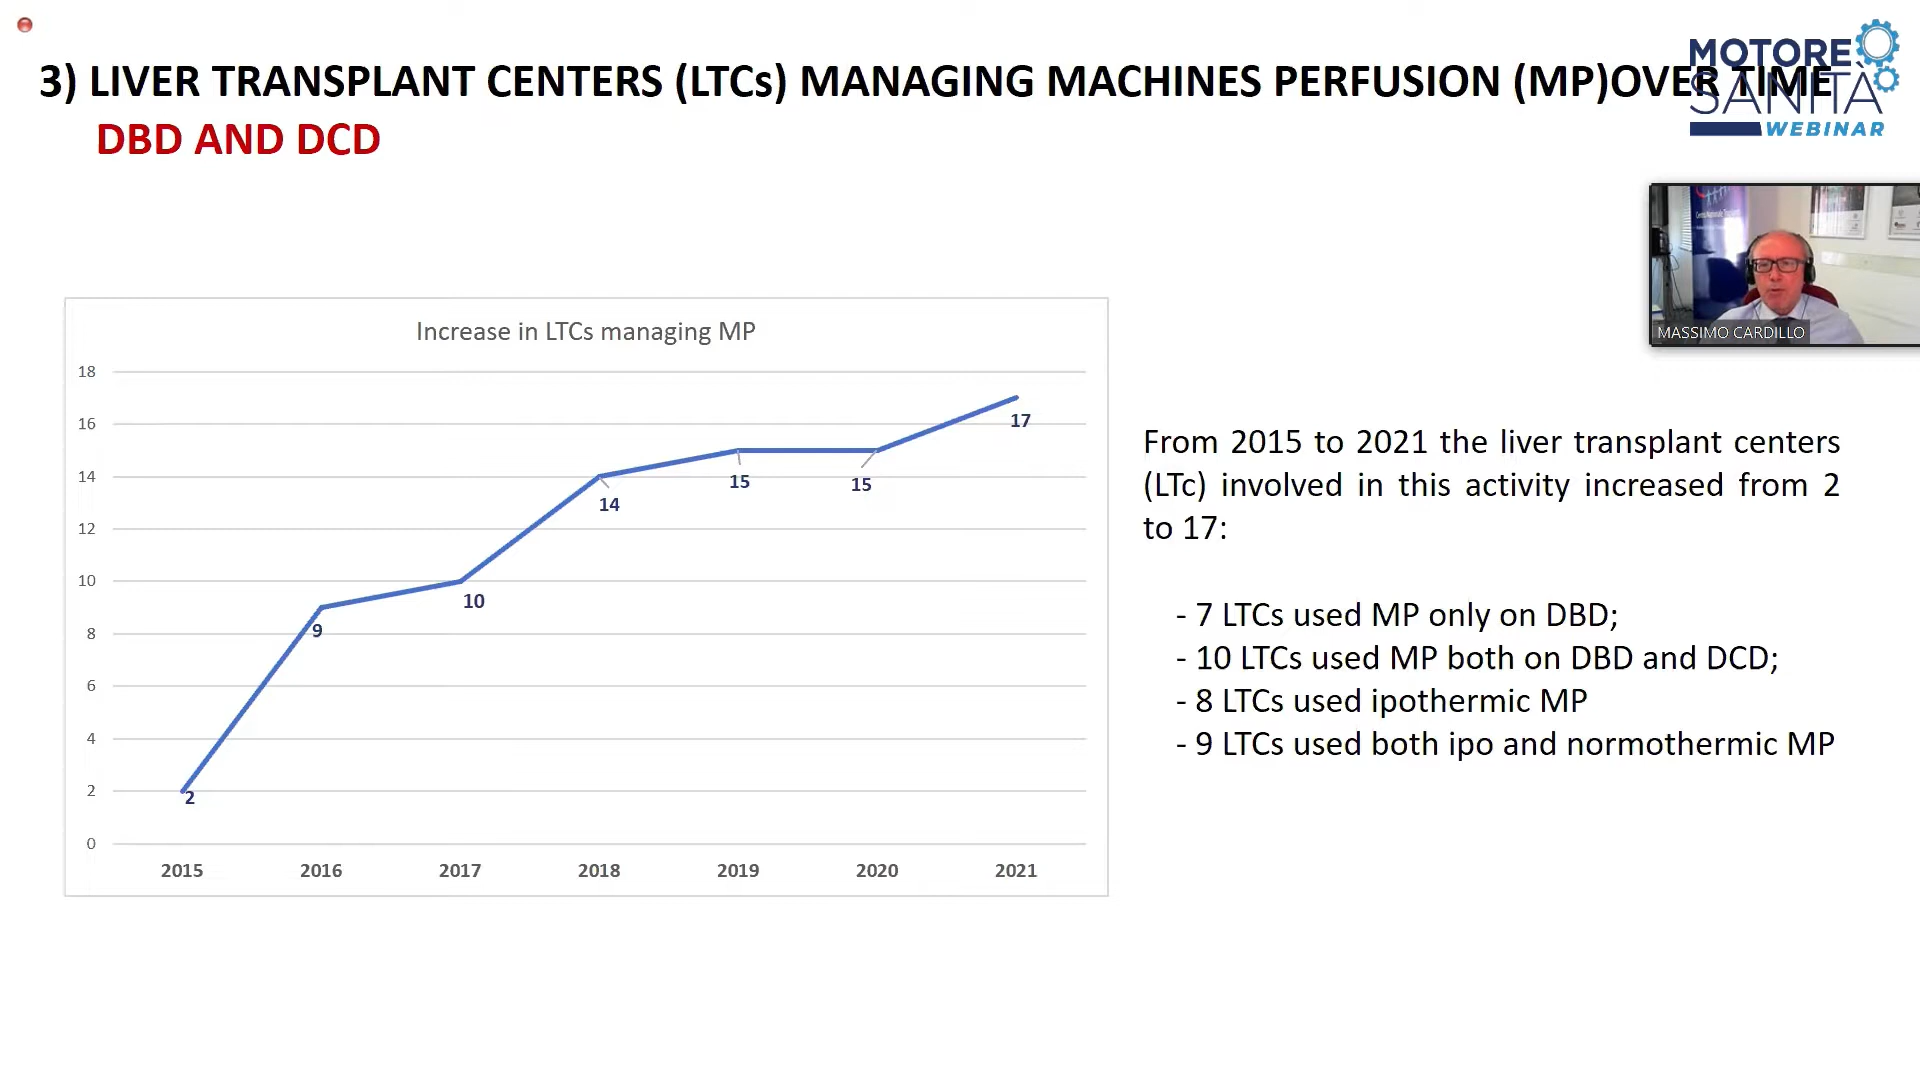 3) LIVER TRANSPLANT CENTERS (LTCs) MANAGING MACHINES PERFUSION (MP)OVER TIME
DBD AND DCD
MOTORE
SANITÀ
WEBINAR
MASSIMO CARDILLO
Increase in LTCs managing MP
18
16
14
12
10
8
6
4
2
0
2
9
10
14
15
15
17
2015
2016
2017
2018
2019
2020
2021
From 2015 to 2021 the liver transplant centers
(LTc) involved in this activity increased from 2
to 17:
- 7 LTCs used MP only on DBD;
- 10 LTCs used MP both on DBD and DCD;
- 8 LTCs used ipothermic MP
- 9 LTCs used both ipo and normothermic MP